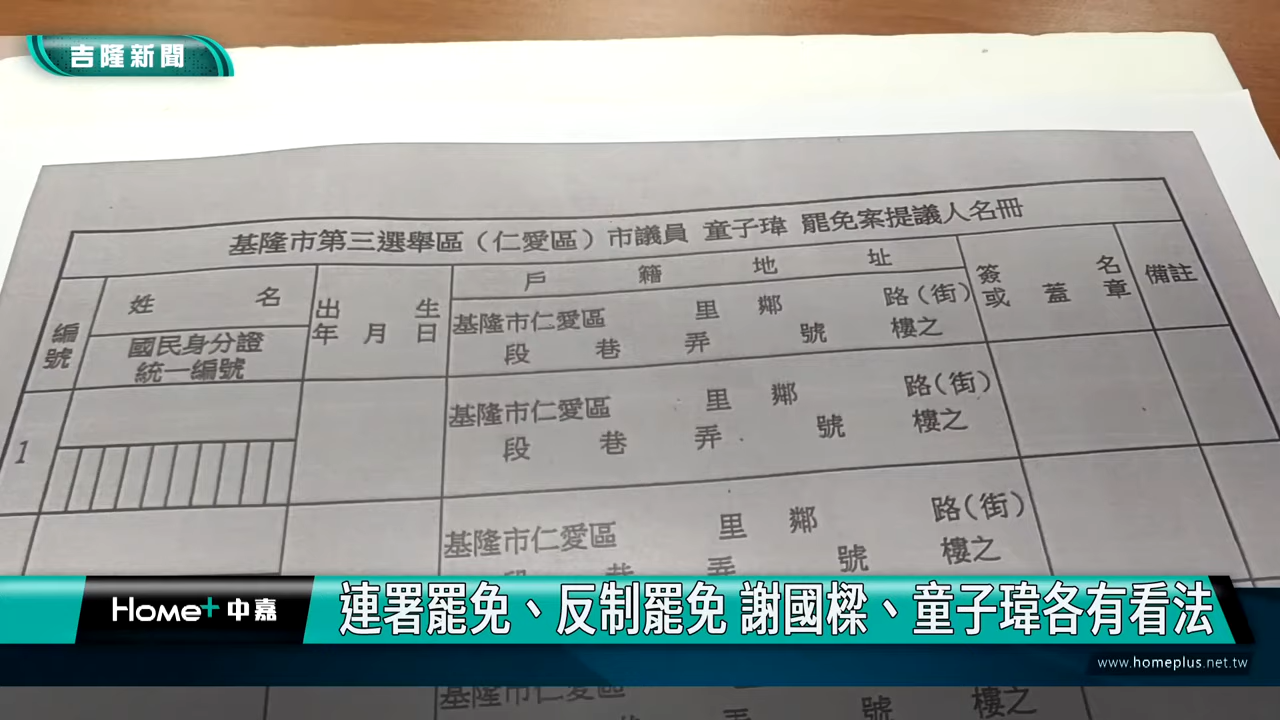 吉隆新聞
基隆市第三選舉區（仁愛區）市議員 童子瑋 罷免案提議人名冊
編號
姓名
國民身分證
統一編號
出生
年月日
戶籍地址
基隆市仁愛區 里 鄰 路（街）
段 巷 弄 號 樓之
簽名
或蓋章
備註
1
基隆市仁愛區 里 鄰 路（街）
段 巷 弄 號 樓之
基隆市仁愛區 里 鄰 路（街）
號 樓之
Home+中嘉
連署罷免、反制罷免 謝國樑、童子瑋各有看法
www.homeplus.net.tw
號 樓之